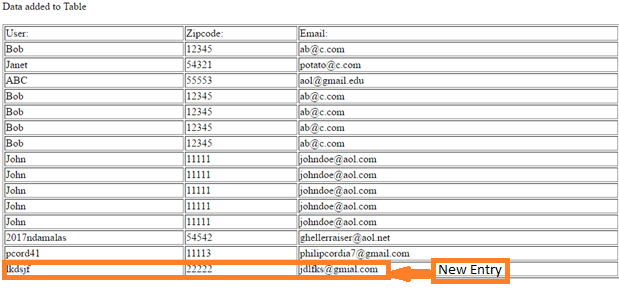 Data added to Table
User: Zipcode: Email:
Bob 12345 ab@c.com
Janet 54321 potato@c.com
ABC 55553 aol@gmail.edu
Bob 12345 ab@c.com
Bob 12345 ab@c.com
Bob 12345 ab@c.com
Bob 12345 ab@c.com
John 11111 johndoe@aol.com
John 11111 johndoe@aol.com
John 11111 johndoe@aol.com
John 11111 johndoe@aol.com
John 11111 johndoe@aol.com
2017ndamalas 54542 ghellerraiser@aol.net
pcord41 11113 philipcordia7@gmail.com
lkdsjf 22222 jdlfks@gmial.com New Entry